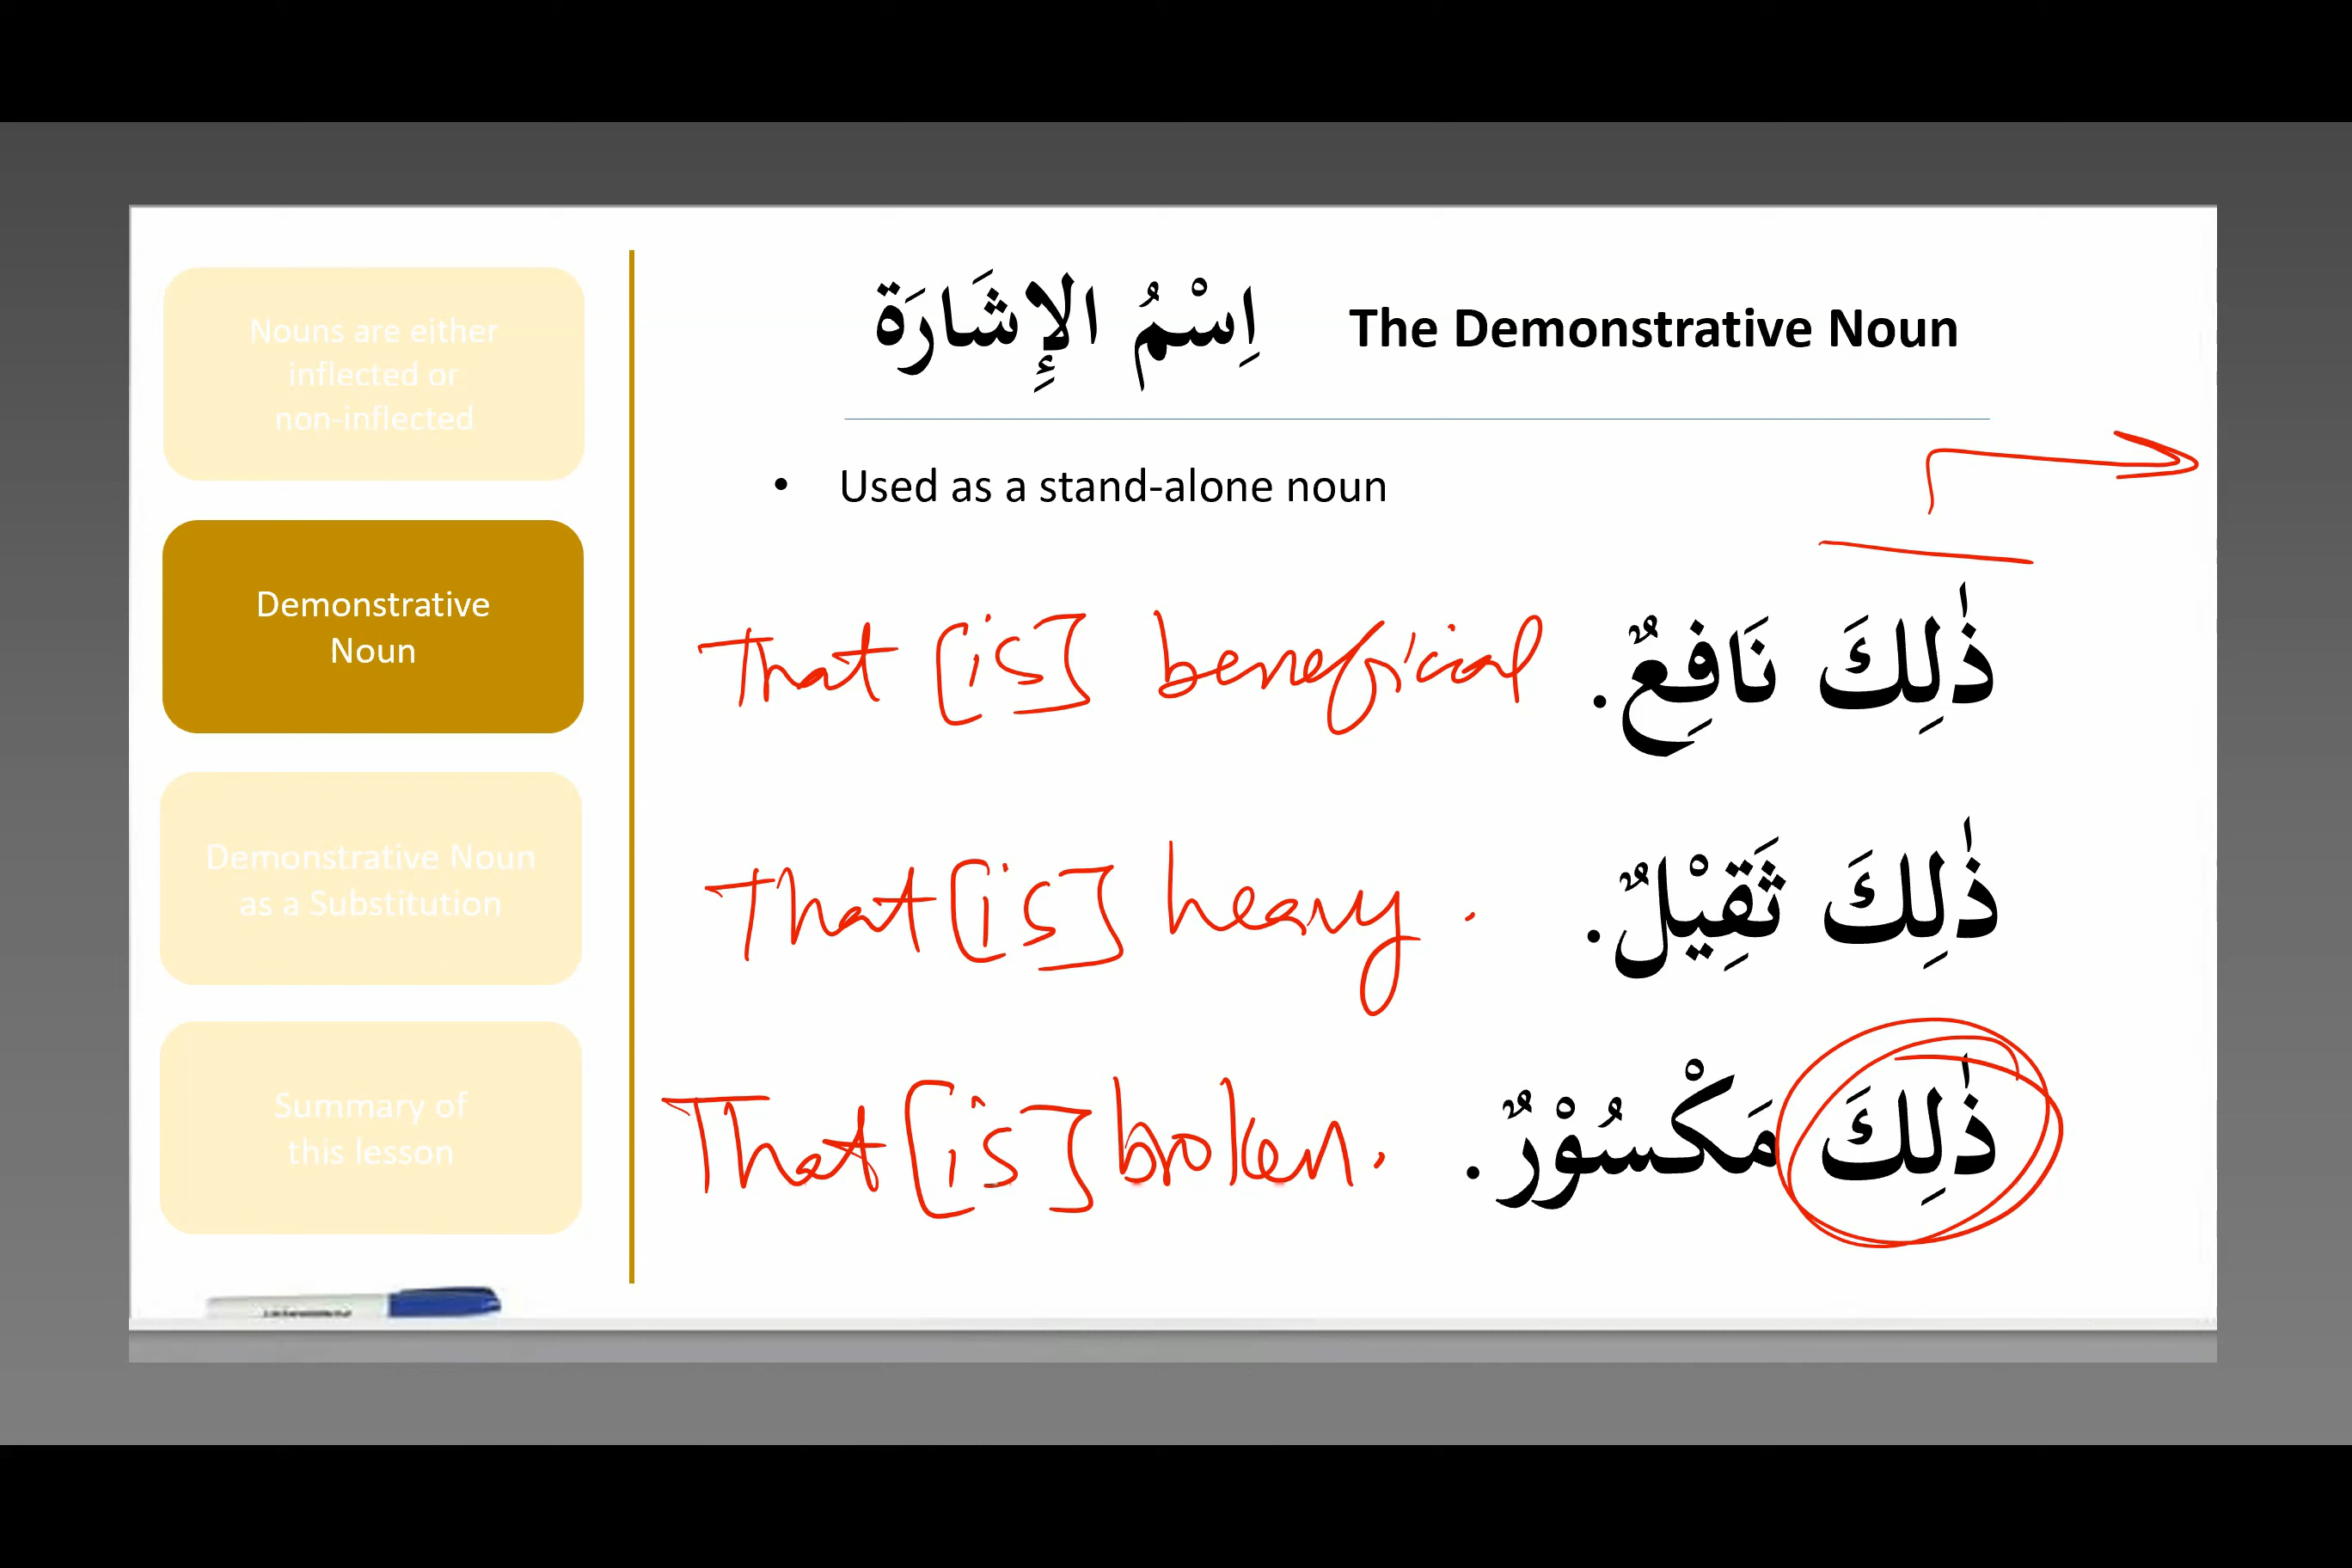 Nouns are either
inflected or
non-inflected
Demonstrative
Noun
Demonstrative Noun
as a Substitution
Summary of
this lesson
اِسْمُ الإِشَارَة The Demonstrative Noun
• Used as a stand-alone noun
That [is] beneficial ذٰلِكَ نَافِعٌ.
That [is] heavy. ذٰلِكَ ثَقِيْلٌ.
That [is] broken. ذٰلِكَ مَكْسُوْرٌ.